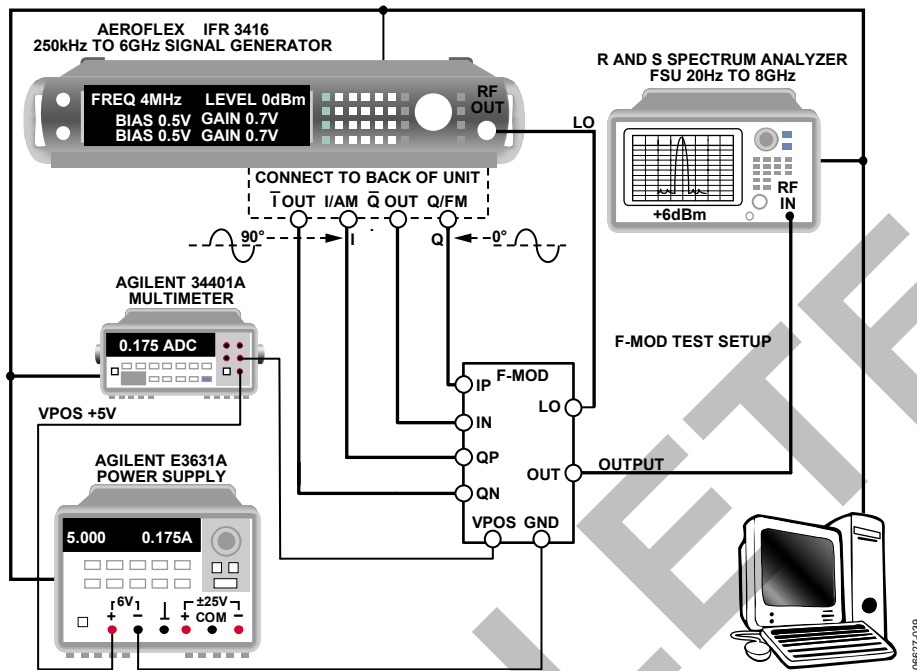 AEROFLEX IFR 3416
250kHz TO 6GHz SIGNAL GENERATOR
FREQ 4MHz LEVEL 0dBm
BIAS 0.5V GAIN 0.7V
BIAS 0.5V GAIN 0.7V
RF
OUT
LO
R AND S SPECTRUM ANALYZER
FSU 20Hz TO 8GHz
+6dBm
RF
IN
CONNECT TO BACK OF UNIT
I̅ OUT I/AM Q̅ OUT Q/FM
90° I Q 0°
AGILENT 34401A
MULTIMETER
0.175 ADC
F-MOD TEST SETUP
VPOS +5V
F-MOD
IP
LO
IN
QP
OUT
OUTPUT
QN
VPOS GND
AGILENT E3631A
POWER SUPPLY
5.000 0.175A
6V ±25V
+ – ⊥ + COM –
06627-039
LETE